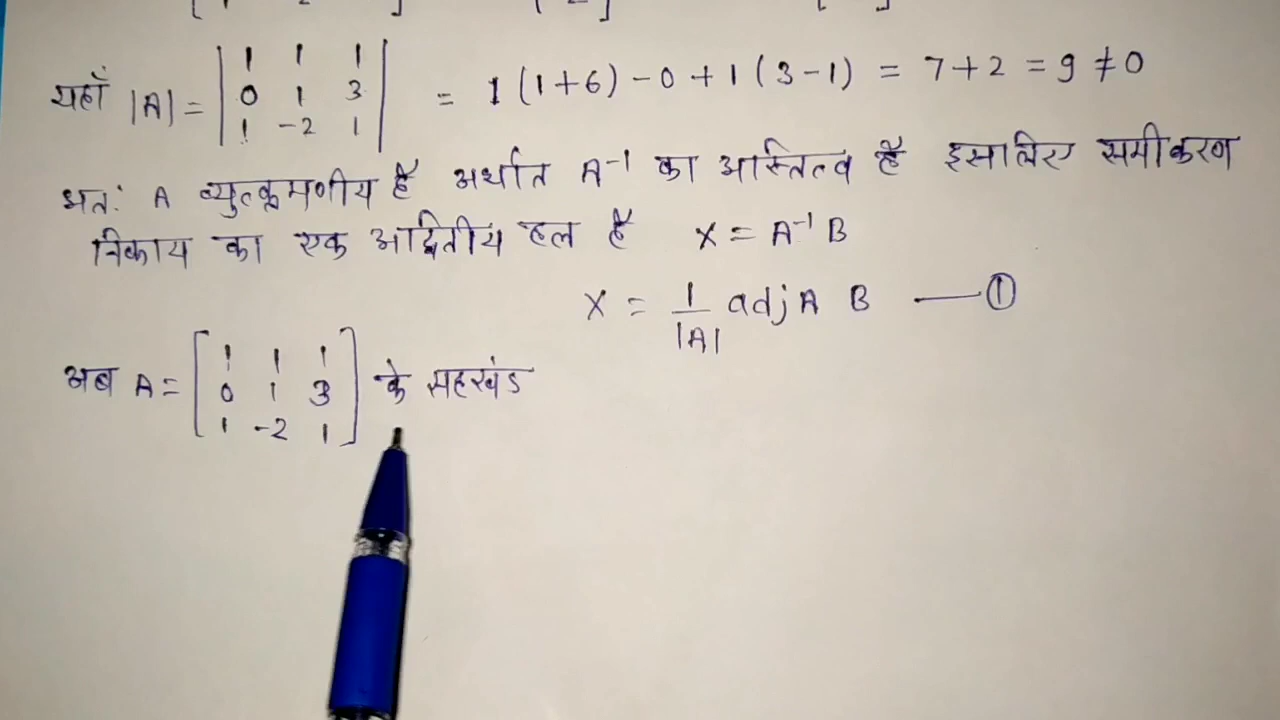 यहाँ |A| = | 1 1 1 | = 1 (1+6) - 0 + 1 (3-1) = 7+2 = 9 ≠ 0
0 1 3
1 -2 1
अतः A व्युत्क्रमणीय है अर्थात A⁻¹ का अस्तित्व है इसलिए समीकरण
निकाय का एक अद्वितीय हल है X = A⁻¹ B
X = 1/|A| adj A B — ①
अब A = [ 1 1 1 ] के सहखंड
0 1 3
1 -2 1